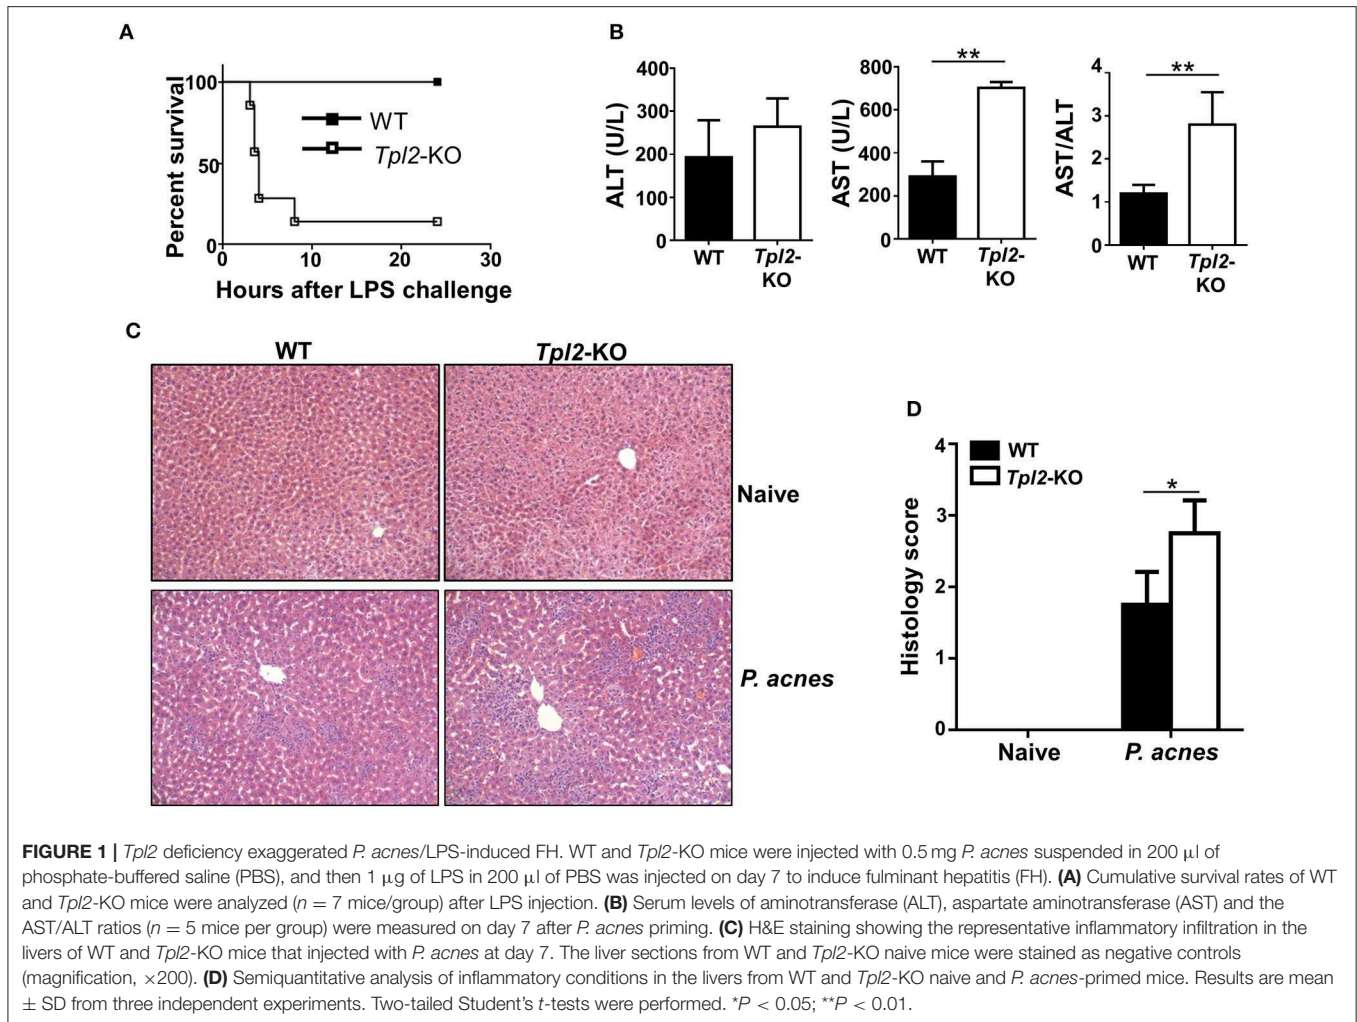 A
Percent survival
100
50
0
0 10 20 30
Hours after LPS challenge
WT
Tpl2-KO
B
ALT (U/L)
400
300
200
100
0
WT Tpl2-
KO
**
AST (U/L)
800
600
400
200
0
WT Tpl2-
KO
**
AST/ALT
4
3
2
1
0
WT Tpl2-
KO
C
WT Tpl2-KO
Naive
P. acnes
D
WT
Tpl2-KO
*
Histology score
4
3
2
1
0
Naive P. acnes
FIGURE 1 | Tpl2 deficiency exaggerated P. acnes/LPS-induced FH. WT and Tpl2-KO mice were injected with 0.5 mg P. acnes suspended in 200 μl of
phosphate-buffered saline (PBS), and then 1 μg of LPS in 200 μl of PBS was injected on day 7 to induce fulminant hepatitis (FH). (A) Cumulative survival rates of WT
and Tpl2-KO mice were analyzed (n = 7 mice/group) after LPS injection. (B) Serum levels of aminotransferase (ALT), aspartate aminotransferase (AST) and the
AST/ALT ratios (n = 5 mice per group) were measured on day 7 after P. acnes priming. (C) H&E staining showing the representative inflammatory infiltration in the
livers of WT and Tpl2-KO mice that injected with P. acnes at day 7. The liver sections from WT and Tpl2-KO naive mice were stained as negative controls
(magnification, ×200). (D) Semiquantitative analysis of inflammatory conditions in the livers from WT and Tpl2-KO naive and P. acnes-primed mice. Results are mean
± SD from three independent experiments. Two-tailed Student's t-tests were performed. *P < 0.05; **P < 0.01.